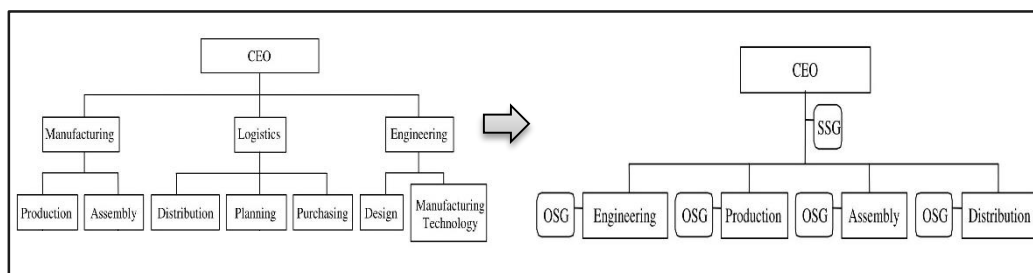 CEO
Manufacturing
Logistics
Engineering
Production
Assembly
Distribution
Planning
Purchasing
Design
Manufacturing
Technology
CEO
SSG
OSG
Engineering
OSG
Production
OSG
Assembly
OSG
Distribution